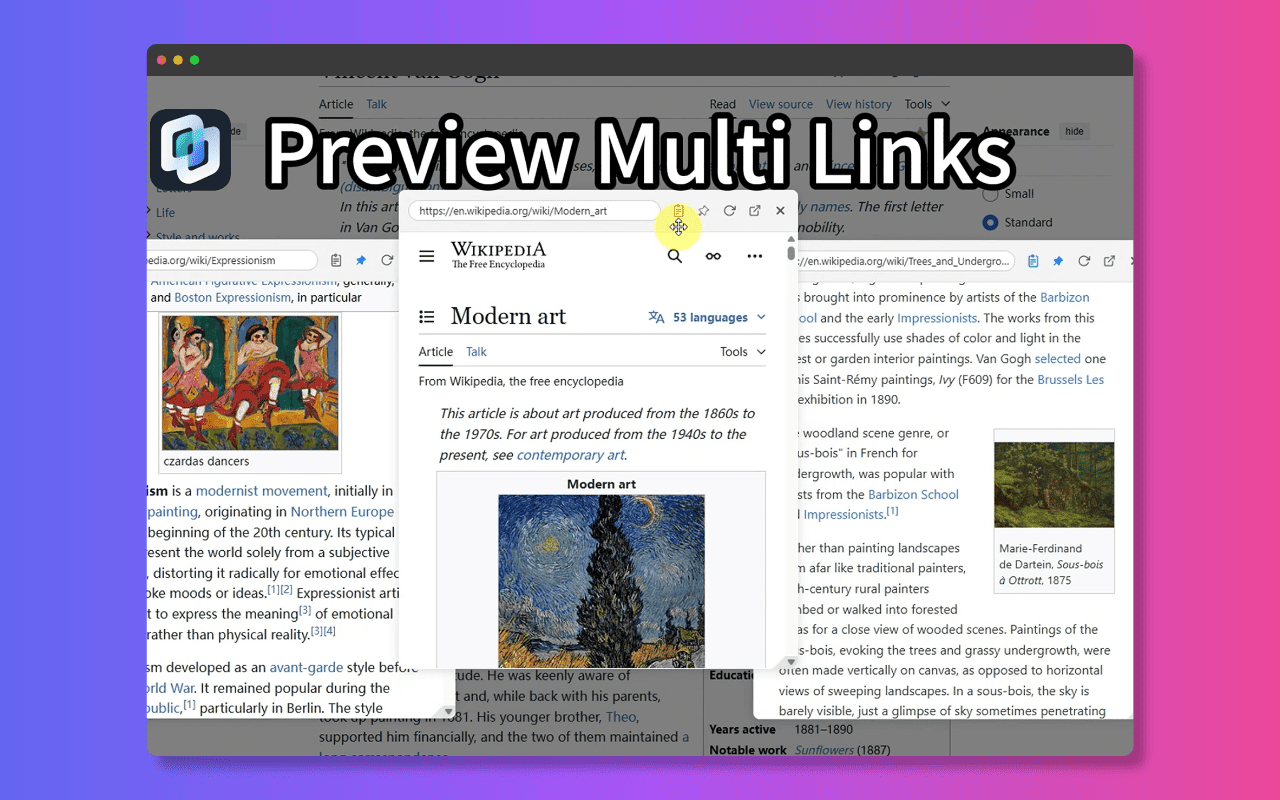 Vincent van Gogh
Article Talk
Read View source View history Tools
Appearance hide
Preview Multi Links
Small
Life
In this art
names. The first letter
in Van Go
nobility.
Standard
Style and works
https://en.wikipedia.org/wiki/Modern_art
WIKIPEDIA
The Free Encyclopedia
Modern art
53 languages
Article Talk
Tools
From Wikipedia, the free encyclopedia
This article is about art produced from the 1860s to
the 1970s. For art produced from the 1940s to the
present, see contemporary art.
Modern art
edia.org/wiki/Expressionism
American Figurative Expressionism, generally,
and Boston Expressionism, in particular
czardas dancers
ism is a modernist movement, initially in
painting, originating in Northern Europe
beginning of the 20th century. Its typical
resent the world solely from a subjective
, distorting it radically for emotional effec
oke moods or ideas.[1][2] Expressionist arti
t to express the meaning[3] of emotional
rather than physical reality.[3][4]
sm developed as an avant-garde style before
orld War. It remained popular during the
public,[1] particularly in Berlin. The style
://en.wikipedia.org/wiki/Trees_and_Undergro...
s brought into prominence by artists of the Barbizon
ool and the early Impressionists. The works from this
es successfully use shades of color and light in the
est or garden interior paintings. Van Gogh selected one
his Saint-Rémy paintings, Ivy (F609) for the Brussels Les
exhibition in 1890.
e woodland scene genre, or
us-bois" in French for
dergrowth, was popular with
sts from the Barbizon School
d Impressionists.[1]
Marie-Ferdinand
de Dartein, Sous-bois
à Ottrott, 1875
her than painting landscapes
m afar like traditional painters,
h-century rural painters
mbed or walked into forested
as for a close view of wooded scenes. Paintings of the
s-bois, evoking the trees and grassy undergrowth, were
often made vertically on canvas, as opposed to horizontal
views of sweeping landscapes. In a sous-bois, the sky is
barely visible, just a glimpse of sky sometimes penetrating
tude. He was keenly aware of
t and, while back with his parents,
took up painting in 1881. His younger brother, Theo,
supported him financially, and the two of them maintained a
long correspondence
Educati
Years active 1881–1890
Notable work Sunflowers (1887)